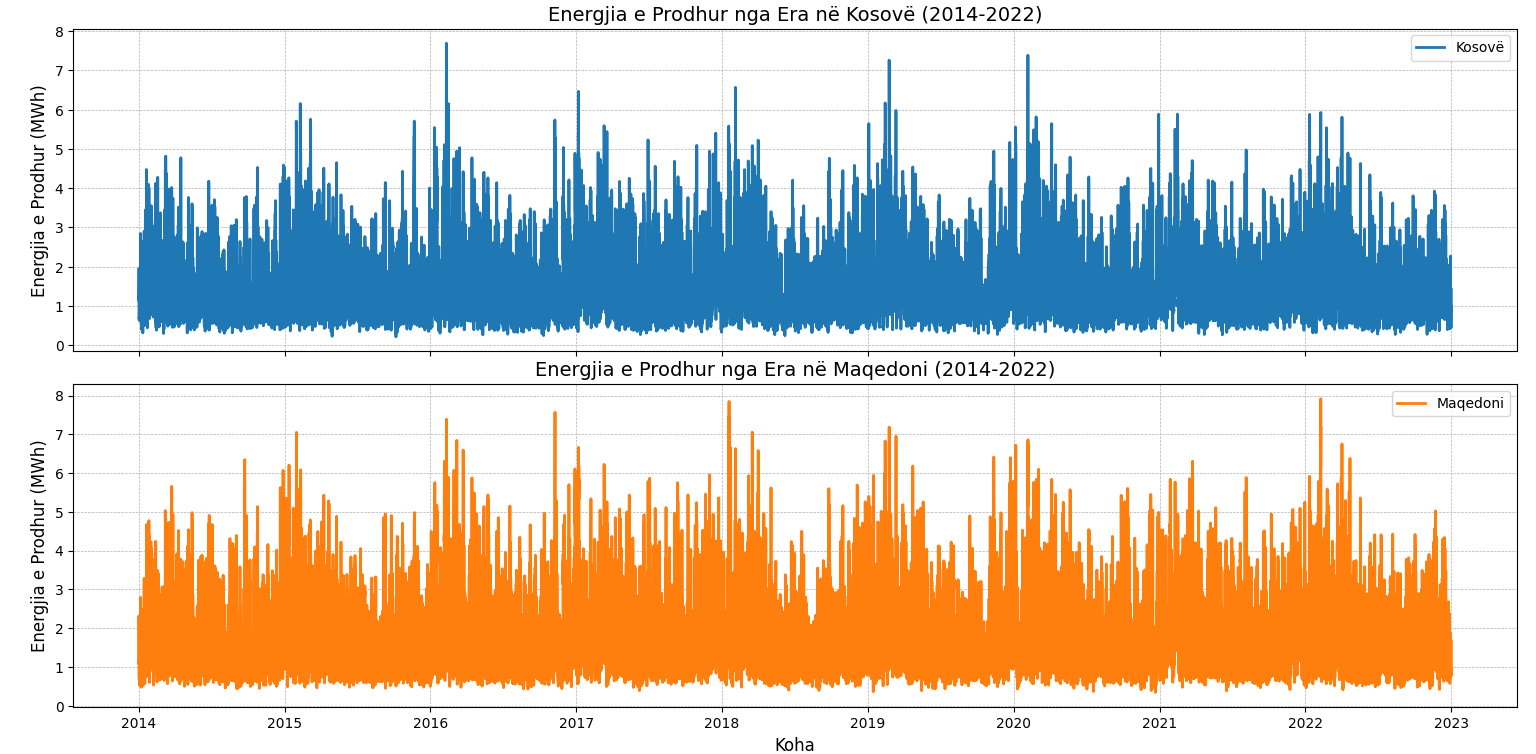 Energjia e Prodhur nga Era në Kosovë (2014-2022)
Energjia e Prodhur (MWh)
8
7
6
5
4
3
2
1
0
Kosovë
Energjia e Prodhur nga Era në Maqedoni (2014-2022)
Energjia e Prodhur (MWh)
8
7
6
5
4
3
2
1
0
Maqedoni
2014 2015 2016 2017 2018 2019 2020 2021 2022 2023
Koha